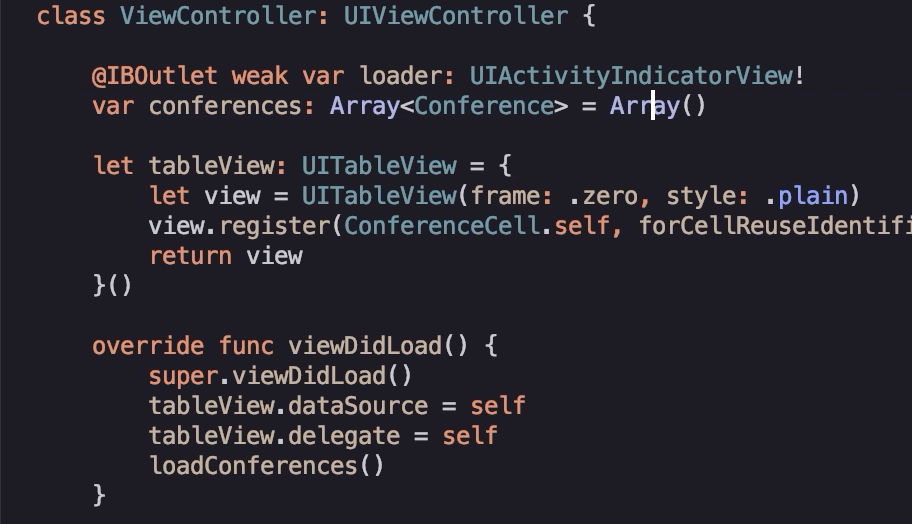 class ViewController: UIViewController {
@IBOutlet weak var loader: UIActivityIndicatorView!
var conferences: Array<Conference> = Array()
let tableView: UITableView = {
let view = UITableView(frame: .zero, style: .plain)
view.register(ConferenceCell.self, forCellReuseIdentifi
return view
}()
override func viewDidLoad() {
super.viewDidLoad()
tableView.dataSource = self
tableView.delegate = self
loadConferences()
}